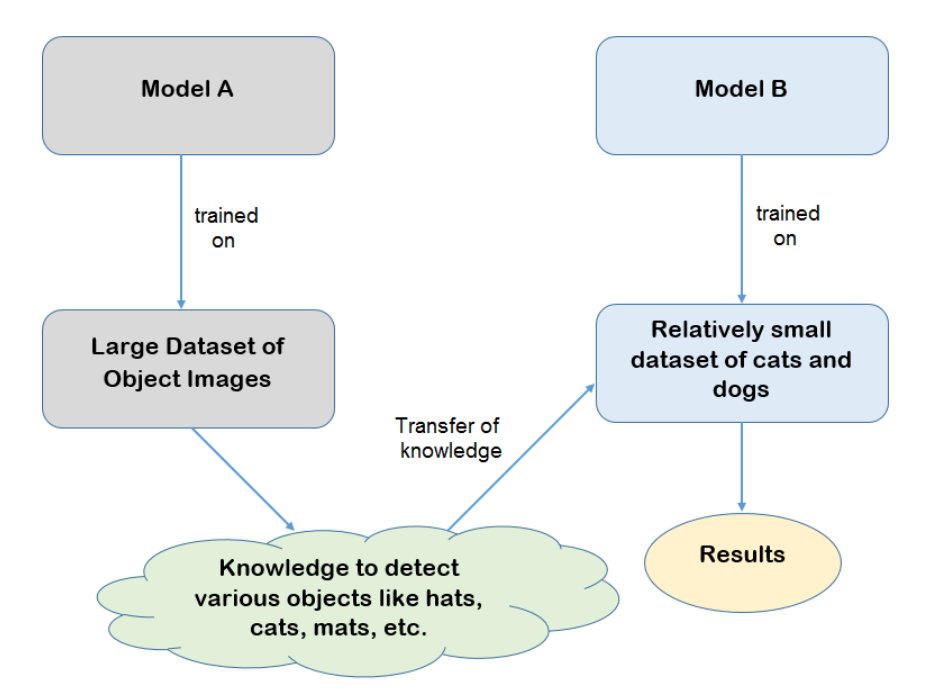 Model A
Model B
trained
on
trained
on
Large Dataset of
Object Images
Relatively small
dataset of cats and
dogs
Transfer of
knowledge
Knowledge to detect
various objects like hats,
cats, mats, etc.
Results